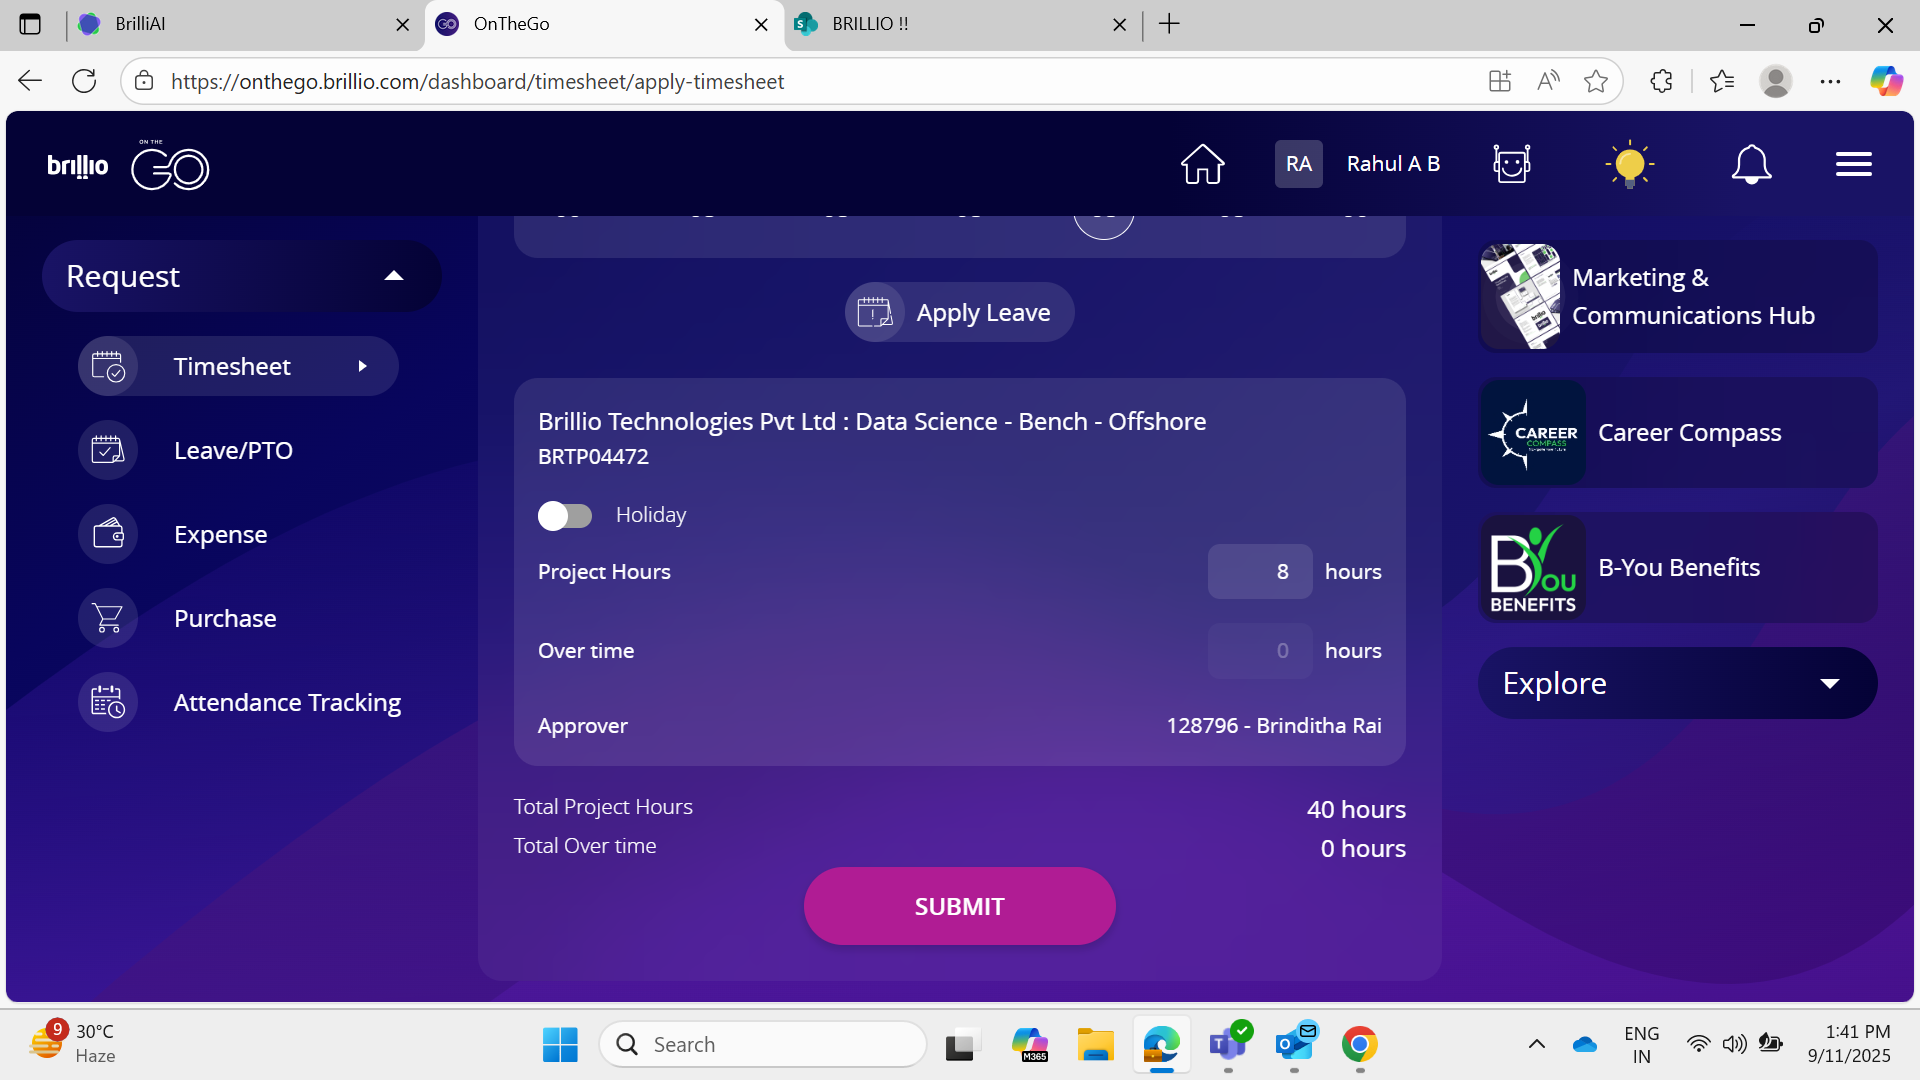 BrilliAI
OnTheGo
BRILLIO !!
https://onthego.brillio.com/dashboard/timesheet/apply-timesheet
brillio
ON THE
GO
RA
Rahul A B
Request
Timesheet
Leave/PTO
Expense
Purchase
Attendance Tracking
Apply Leave
Brillio Technologies Pvt Ltd : Data Science - Bench - Offshore
BRTP04472
Holiday
Project Hours 8 hours
Over time 0 hours
Approver 128796 - Brinditha Rai
Total Project Hours 40 hours
Total Over time 0 hours
SUBMIT
Marketing &
Communications Hub
CAREER
COMPASS
Career Compass
BYou
BENEFITS
B-You Benefits
Explore
9
30°C
Haze
Search
M365
ENG
IN
1:41 PM
9/11/2025